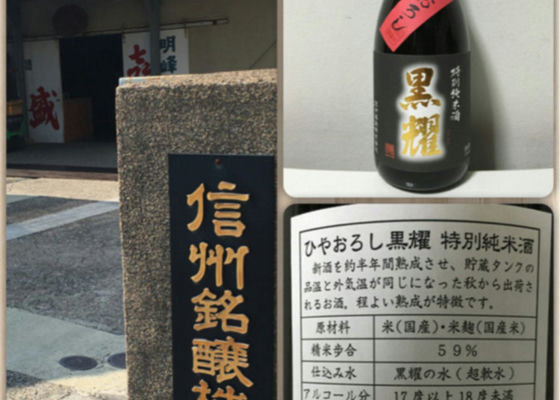 明峰
盛
信州銘醸
おろし
特別純米酒
黒耀
ひやおろし黒耀 特別純米酒
新酒を約半年間熟成させ、貯蔵タンクの
品温と外気温が同じになった秋から出荷さ
れるお酒。程よい熟成が特徴です。
原材料 米(国産)・米麹(国産米)
精米歩合 59%
仕込み水 黒耀の水(超軟水)
アルコール分 17度以上18度未満